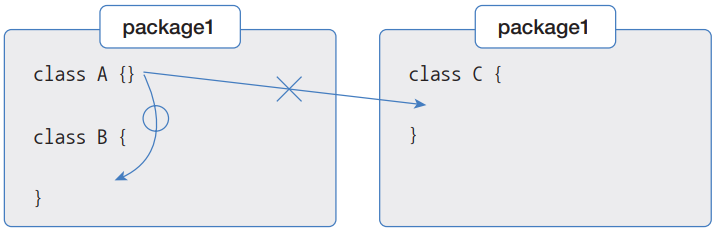 package1
class A {}
class B {
}
package1
class C {
}